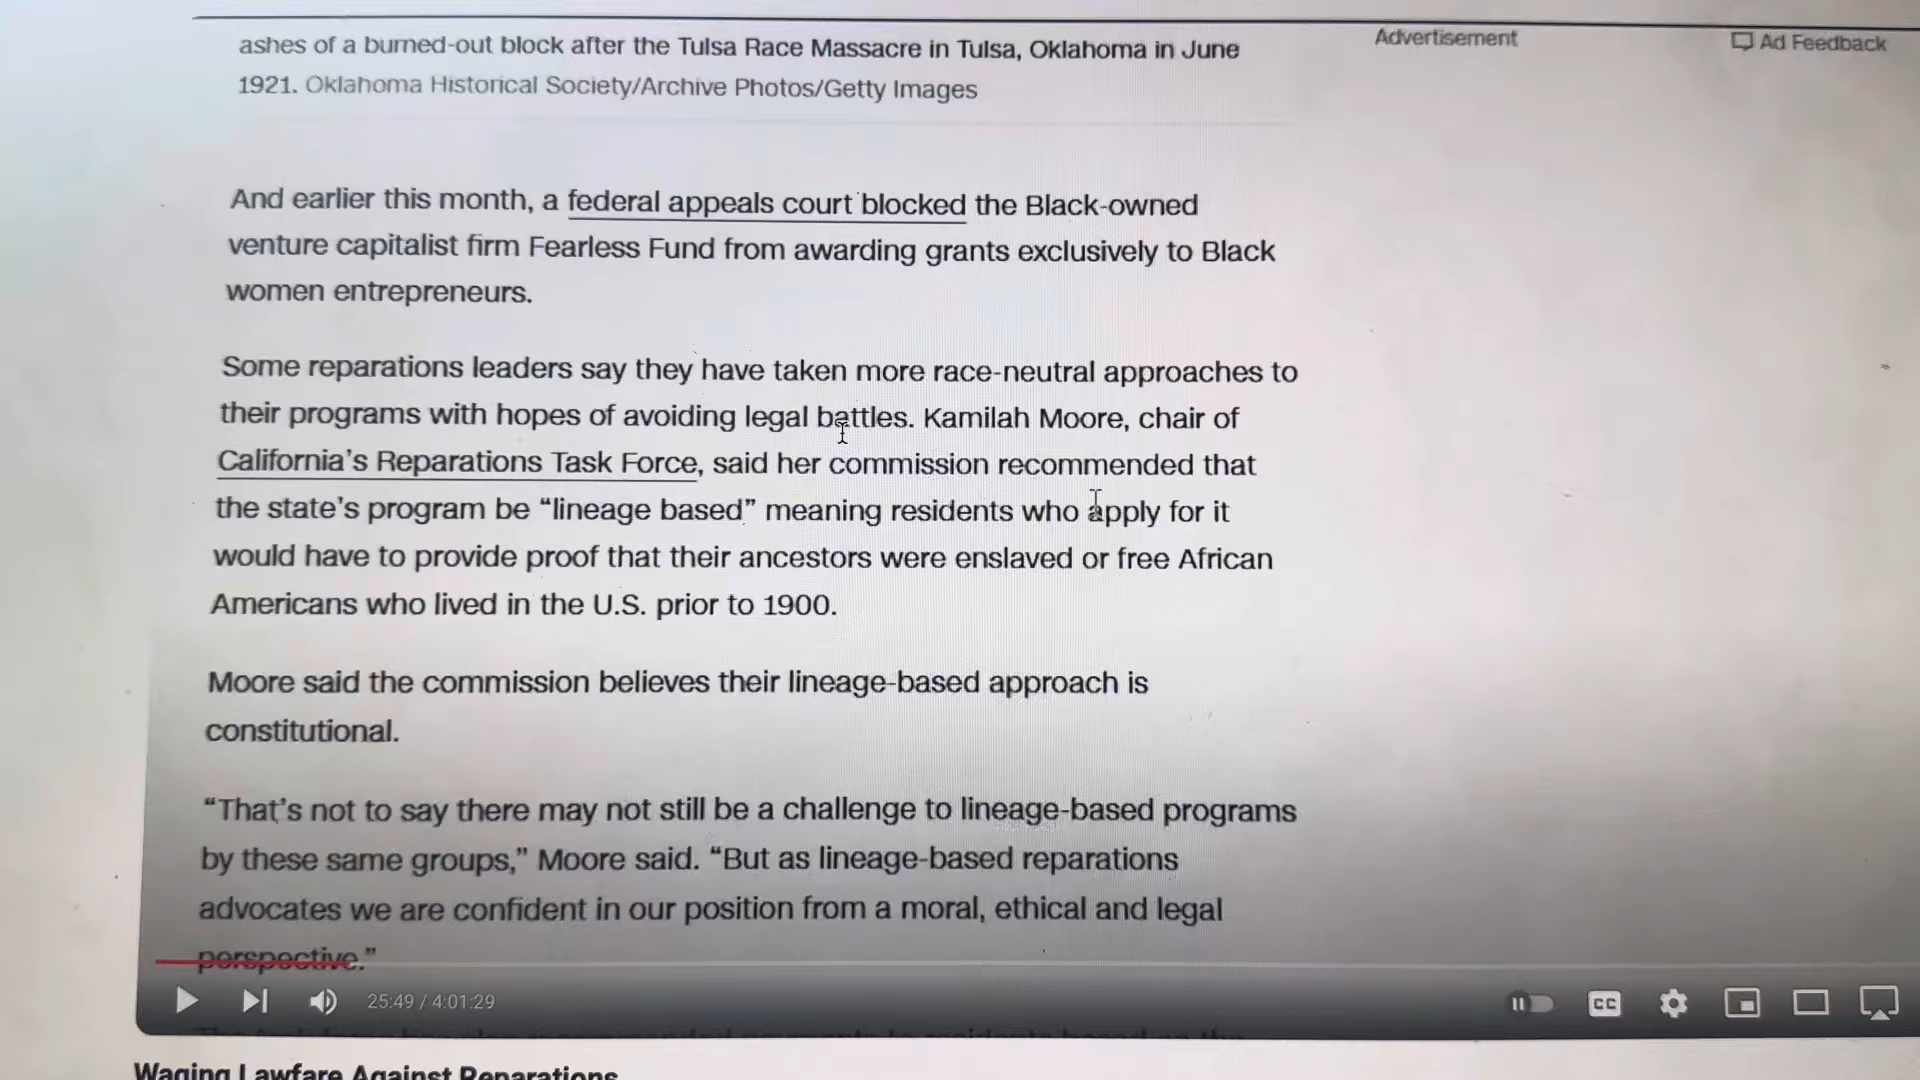 ashes of a burned-out block after the Tulsa Race Massacre in Tulsa, Oklahoma in June
1921. Oklahoma Historical Society/Archive Photos/Getty Images
Advertisement
Ad Feedback
And earlier this month, a federal appeals court blocked the Black-owned
venture capitalist firm Fearless Fund from awarding grants exclusively to Black
women entrepreneurs.
Some reparations leaders say they have taken more race-neutral approaches to
their programs with hopes of avoiding legal battles. Kamilah Moore, chair of
California's Reparations Task Force, said her commission recommended that
the state's program be “lineage based” meaning residents who apply for it
would have to provide proof that their ancestors were enslaved or free African
Americans who lived in the U.S. prior to 1900.
Moore said the commission believes their lineage-based approach is
constitutional.
“That's not to say there may not still be a challenge to lineage-based programs
by these same groups,” Moore said. “But as lineage-based reparations
advocates we are confident in our position from a moral, ethical and legal
perspective.”
25:49 / 4:01:29
CC
Waging Lawfare Against Reparations